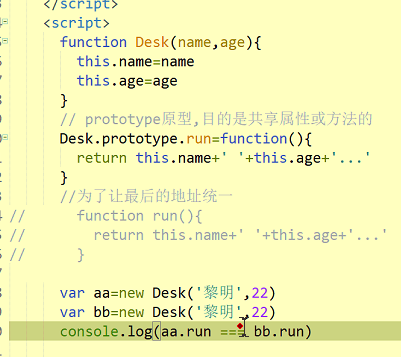 </script>
<script>
function Desk(name,age){
this.name=name
this.age=age
}
// prototype原型,目的是共享属性或方法的
Desk.prototype.run=function(){
return this.name+' '+this.age+'...'
}
//为了让最后的地址统一
// function run(){
// return this.name+' '+this.age+'...'
// }
var aa=new Desk('黎明',22)
var bb=new Desk('黎明',22)
console.log(aa.run === bb.run)